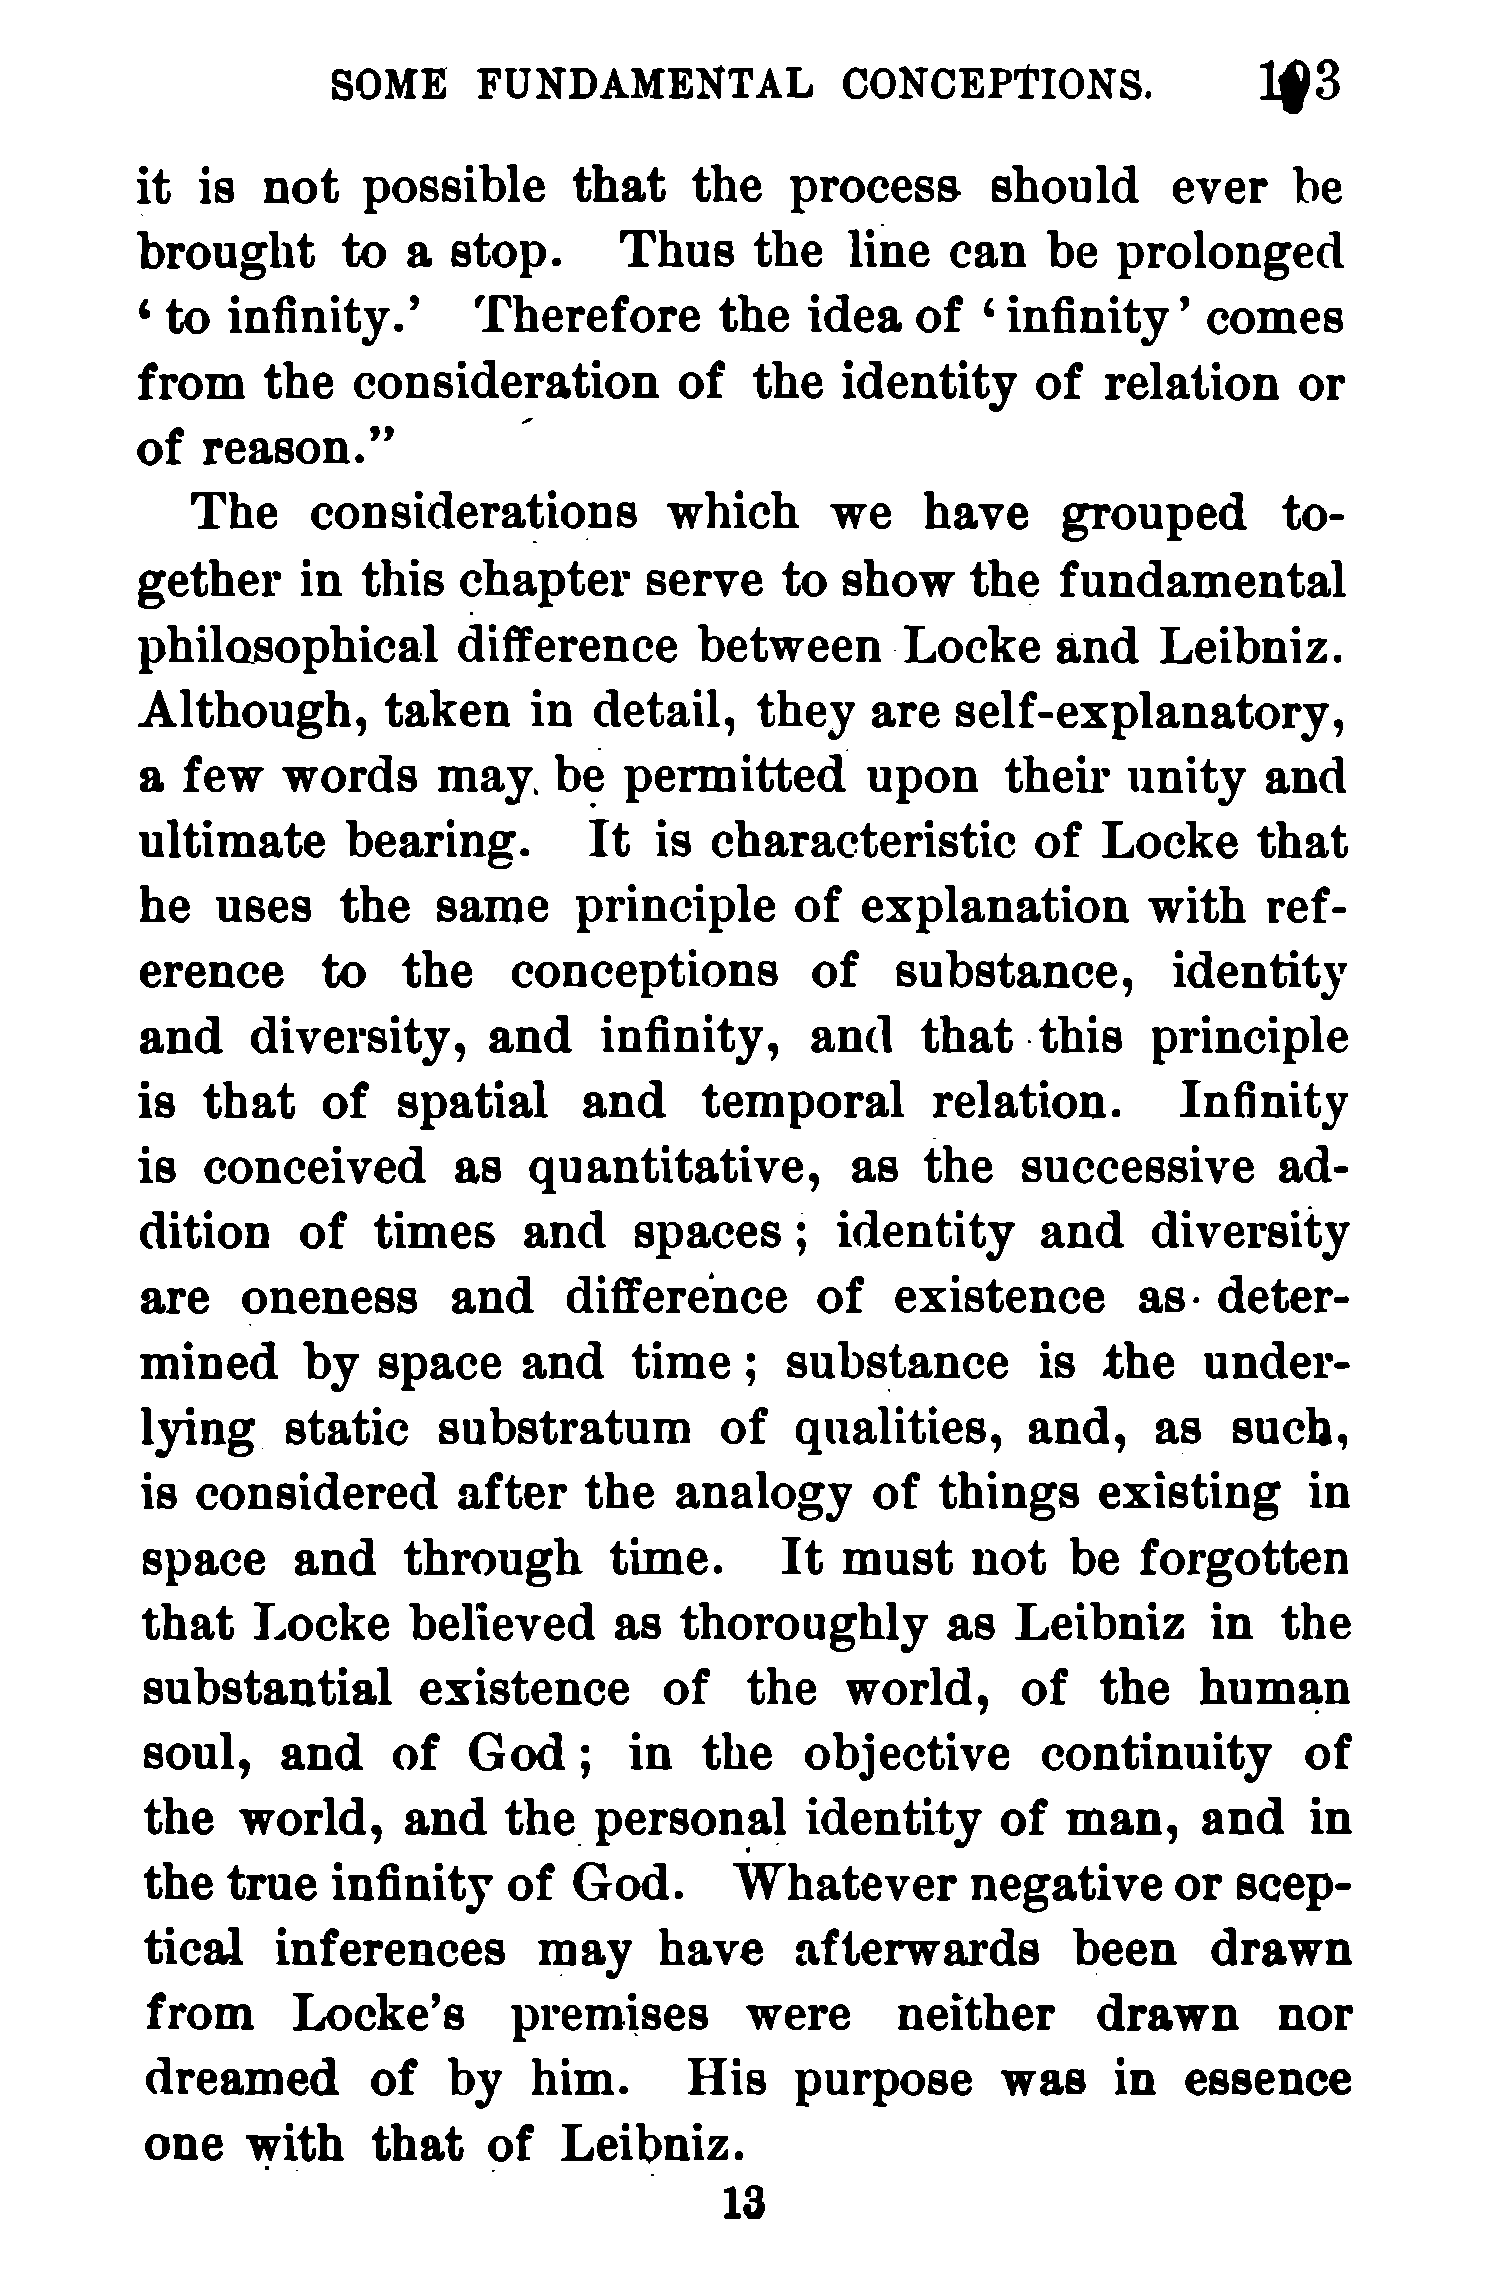 SOME FUNDAMENTAL CONCEPTIONS. 193
it is not possible that the process should ever be
brought to a stop. Thus the line can be prolonged
‘ to infinity.’ Therefore the idea of ‘ infinity ’ comes
from the consideration of the identity of relation or
of reason.”
The considerations which we have grouped to-
gether in this chapter serve to show the fundamental
philosophical difference between Locke and Leibniz.
Although, taken in detail, they are self-explanatory,
a few words may be permitted upon their unity and
ultimate bearing. It is characteristic of Locke that
he uses the same principle of explanation with ref-
erence to the conceptions of substance, identity
and diversity, and infinity, and that this principle
is that of spatial and temporal relation. Infinity
is conceived as quantitative, as the successive ad-
dition of times and spaces ; identity and diversity
are oneness and difference of existence as deter-
mined by space and time ; substance is the under-
lying static substratum of qualities, and, as such,
is considered after the analogy of things existing in
space and through time. It must not be forgotten
that Locke believed as thoroughly as Leibniz in the
substantial existence of the world, of the human
soul, and of God ; in the objective continuity of
the world, and the personal identity of man, and in
the true infinity of God. Whatever negative or scep-
tical inferences may have afterwards been drawn
from Locke’s premises were neither drawn nor
dreamed of by him. His purpose was in essence
one with that of Leibniz.
13